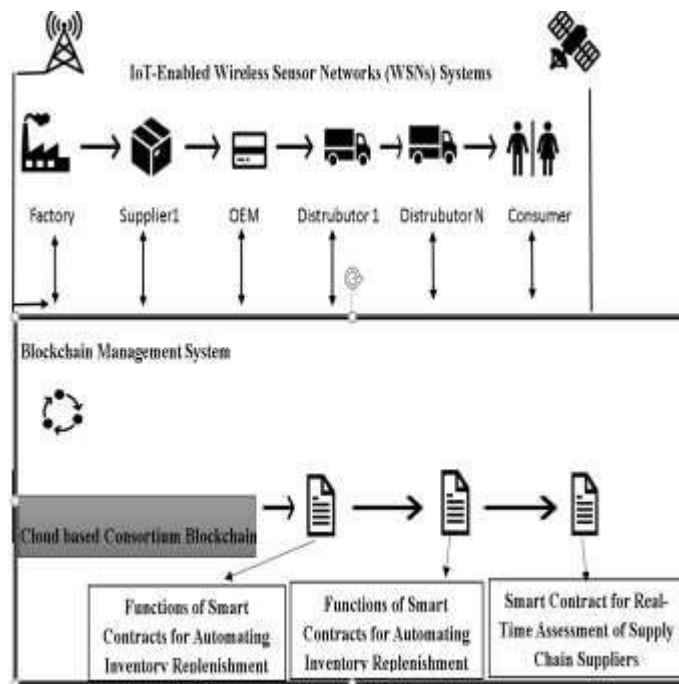 IoT-Enabled Wireless Sensor Networks (WSNs) Systems
Factory
Supplier1
OEM
Distrubutor 1
Distrubutor N
Consumer
Blockchain Management System
Cloud based Consortium Blockchain
Functions of Smart
Contracts for Automating
Inventory Replenishment
Functions of Smart
Contracts for Automating
Inventory Replenishment
Smart Contract for Real-
Time Assessment of Supply
Chain Suppliers